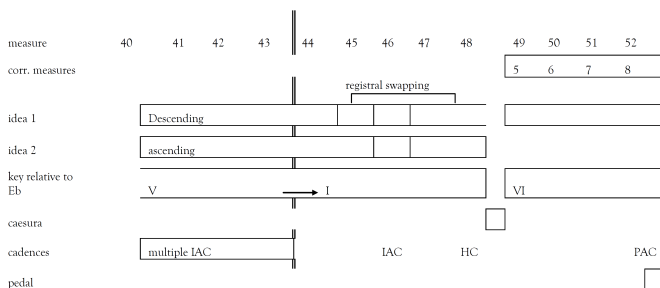 measure 40 41 42 43 44 45 46 47 48 49 50 51 52
corr. measures 5 6 7 8
registral swapping
idea 1 Descending
idea 2 ascending
key relative to
Eb V I VI
caesura
cadences multiple IAC IAC HC PAC
pedal